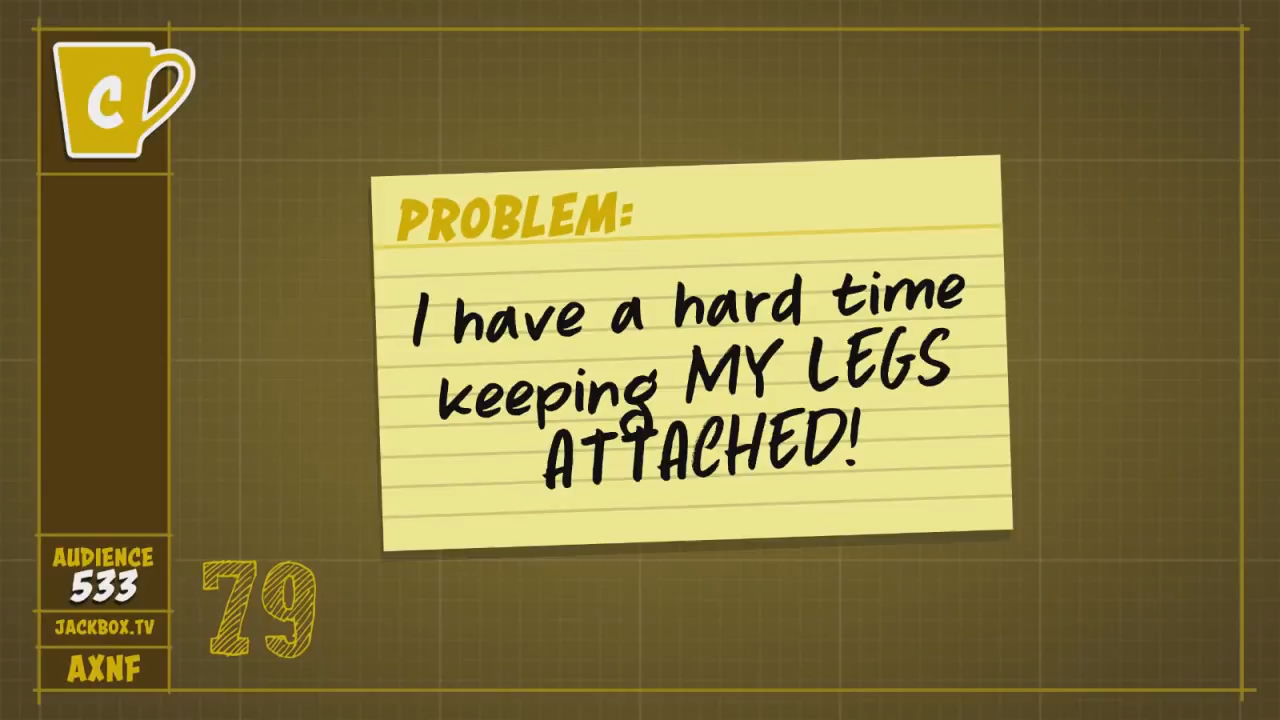 C
PROBLEM:
I have a hard time
keeping MY LEGS
ATTACHED!
AUDIENCE
533
JACKBOX.TV
AXNF
79